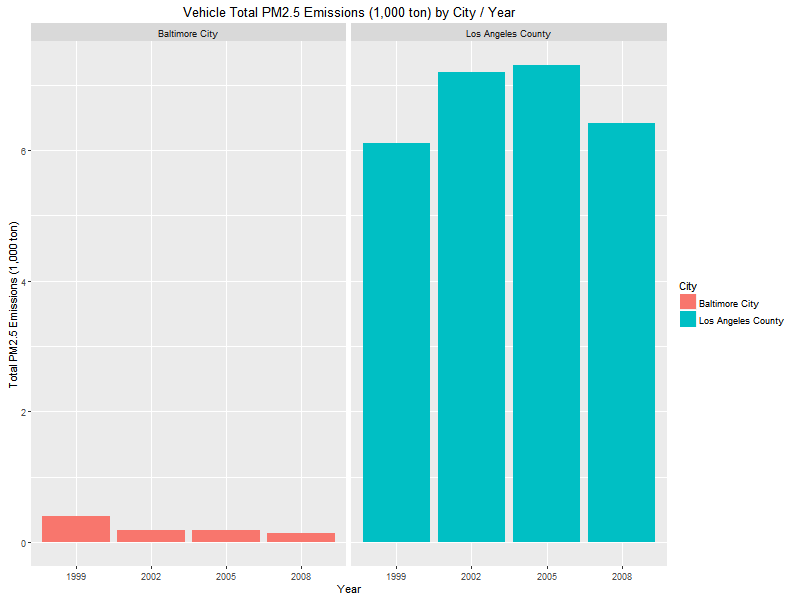 Vehicle Total PM2.5 Emissions (1,000 ton) by City / Year
Baltimore City
Los Angeles County
Total PM2.5 Emissions (1,000 ton)
6
4
2
0
1999 2002 2005 2008
1999 2002 2005 2008
Year
City
Baltimore City
Los Angeles County